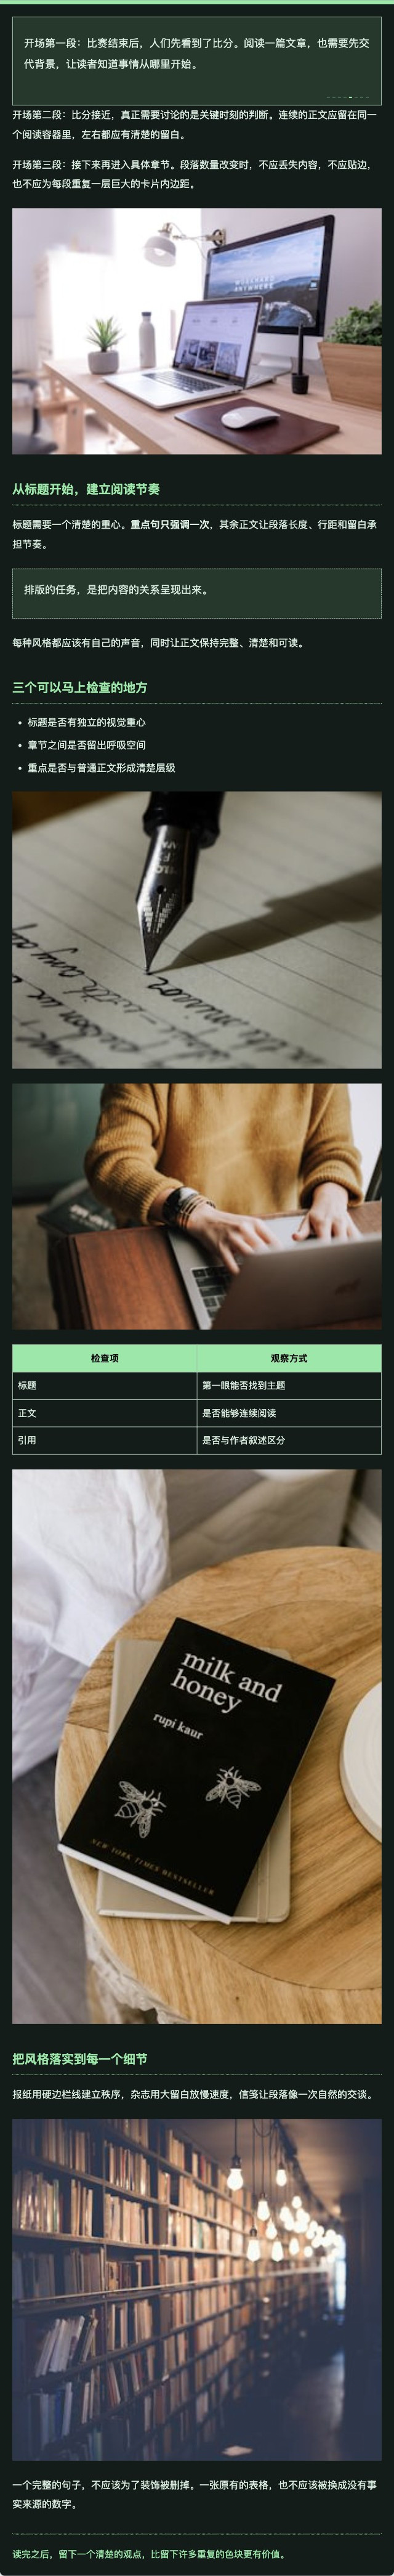 开场第一段：比赛结束后，人们先看到了比分。阅读一篇文章，也需要先交
代背景，让读者知道事情从哪里开始。
开场第二段：比分接近，真正需要讨论的是关键时刻的判断。连续的正文应留在同一
个阅读容器里，左右都应有清楚的留白。
开场第三段：接下来再进入具体章节。段落数量改变时，不应丢失内容，不应贴边，
也不应为每段重复一层巨大的卡片内边距。
从标题开始，建立阅读节奏
标题需要一个清楚的重心。重点句只强调一次，其余正文让段落长度、行距和留白承
担节奏。
排版的任务，是把内容的关系呈现出来。
每种风格都应该有自己的声音，同时让正文保持完整、清楚和可读。
三个可以马上检查的地方
• 标题是否有独立的视觉重心
• 章节之间是否留出呼吸空间
• 重点是否与普通正文形成清楚层级
检查项 观察方式
标题 第一眼能否找到主题
正文 是否能够连续阅读
引用 是否与作者叙述区分
milk and
honey
rupi kaur
NEW YORK TIMES BESTSELLER
把风格落实到每一个细节
报纸用硬边栏线建立秩序，杂志用大留白放慢速度，信笺让段落像一次自然的交谈。
一个完整的句子，不应该为了装饰被删掉。一张原有的表格，也不应该被换成没有事
实来源的数字。
读完之后，留下一个清楚的观点，比留下许多重复的色块更有价值。